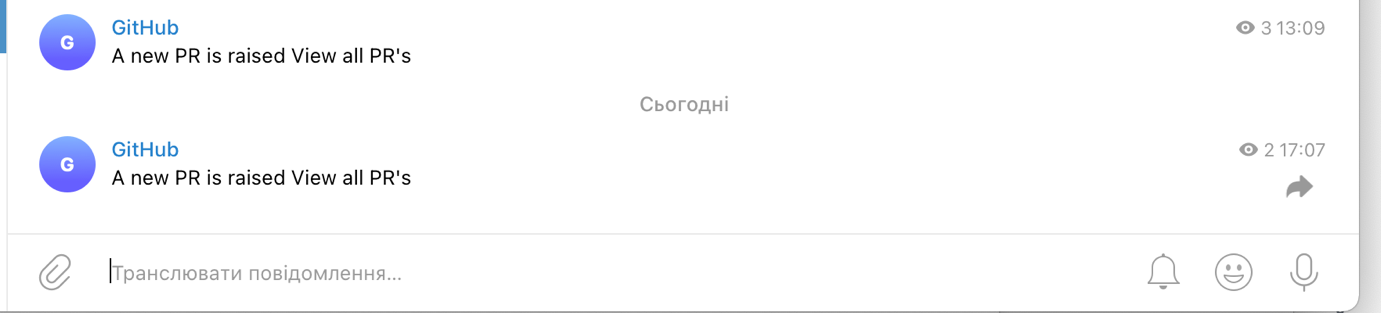 G
GitHub
3 13:09
A new PR is raised View all PR's
Сьогодні
G
GitHub
2 17:07
A new PR is raised View all PR's
Транслювати повідомлення...